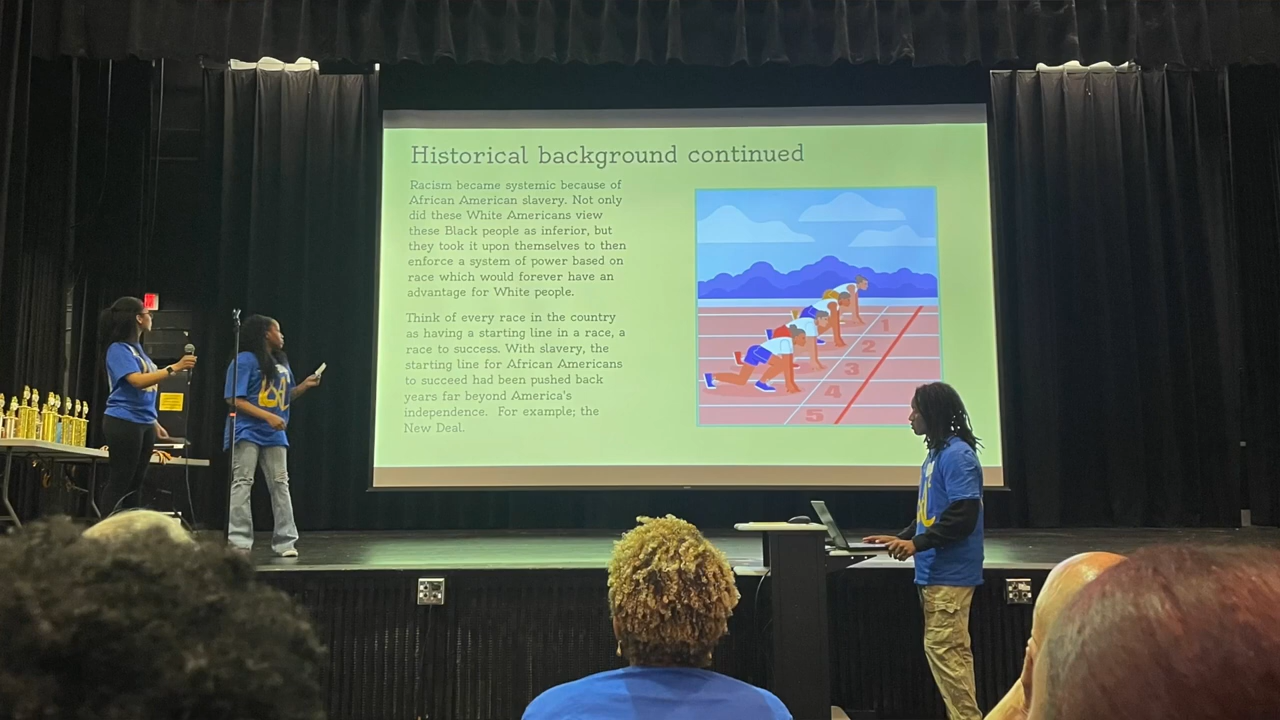 Historical background continued
Racism became systemic because of
African American slavery. Not only
did these White Americans view
these Black people as inferior, but
they took it upon themselves to then
enforce a system of power based on
race which would forever have an
advantage for White people.
Think of every race in the country
as having a starting line in a race, a
race to success. With slavery, the
starting line for African Americans
to succeed had been pushed back
years far beyond America's
independence. For example; the
New Deal.
1
2
3
4
5